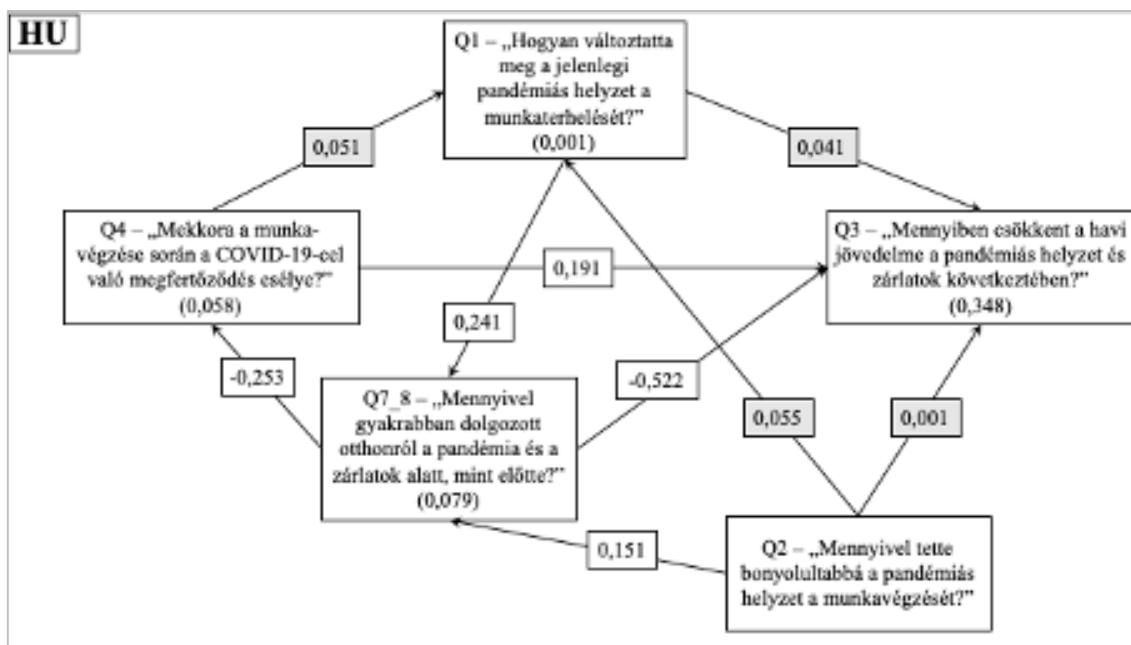 HU
Q1 – „Hogyan változtatta
meg a jelenlegi
pandémiás helyzet a
munkaterhelését?”
(0,001)
0,051
0,041
Q4 – „Mekkora a munka-
végzése során a COVID-19-cel
való megfertőződés esélye?”
(0,058)
0,191
Q3 – „Mennyiben csökkent a havi
jövedelme a pandémiás helyzet és
zárlatok következtében?”
(0,348)
0,241
-0,253
-0,522
Q7_8 – „Mennyivel
gyakrabban dolgozott
otthonról a pandémia és a
zárlatok alatt, mint előtte?”
(0,079)
0,055
0,001
0,151
Q2 – „Mennyivel tette
bonyolultabbá a pandémiás
helyzet a munkavégzését?”